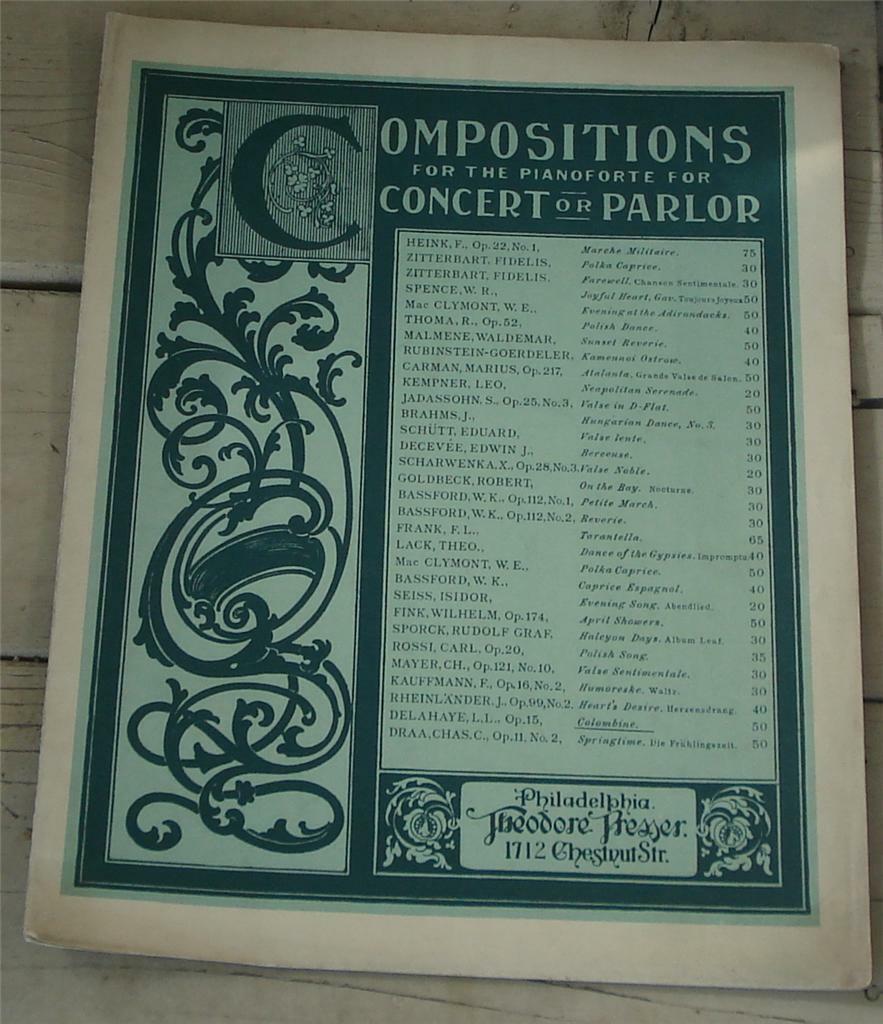 COMPOSITIONS
FOR THE PIANOFORTE FOR
CONCERT OR PARLOR
HEINK, F., Op. 22, No. 1, Marche Militaire. 75
ZITTERBART, FIDELIS, Polka Caprice. 30
ZITTERBART, FIDELIS, Farewell, Chanson Sentimentale. 30
SPENCE, W. R., Joyful Heart, Gav. Toujours Joyeux 50
Mac CLYMONT, W. E., Evening at the Adirondacks. 50
THOMA, R., Op. 52, Polish Dance. 40
MALMENE, WALDEMAR, Sunset Reverie. 50
RUBINSTEIN-GOERDELER, Kamennoi Ostrow. 40
CARMAN, MARIUS, Op. 217, Atalanta, Grande Valse de Salon. 50
KEMPNER, LEO, Neapolitan Serenade. 20
JADASSOHN, S., Op. 25, No. 3, Valse in D-Flat. 50
BRAHMS, J., Hungarian Dance, No. 3. 30
SCHÜTT, EDUARD, Valse lente. 30
DECEVÉE, EDWIN J., Berceuse. 30
SCHARWENKA. X., Op. 28, No. 3. Valse Noble. 20
GOLDBECK, ROBERT, On the Bay. Nocturne. 30
BASSFORD, W. K., Op. 112, No. 1, Petite March. 30
BASSFORD, W. K., Op. 112, No. 2, Reverie. 30
FRANK, F. L., Tarantella. 65
LACK, THEO., Dance of the Gypsies. Impromptu 40
Mac CLYMONT, W. E., Polka Caprice. 50
BASSFORD, W. K., Caprice Espagnol. 40
SEISS, ISIDOR, Evening Song. Abendlied. 20
FINK, WILHELM, Op. 174, April Showers. 50
SPORCK, RUDOLF GRAF, Halcyon Days. Album Leaf. 30
ROSSI, CARL, Op. 20, Polish Song. 35
MAYER, CH., Op. 121, No. 10, Valse Sentimentale. 30
KAUFFMANN, F., Op. 16, No. 2, Humoreske. Waltz. 30
RHEINLÄNDER, J., Op. 99, No. 2. Heart's Desire. Herzensdrang. 40
DELAHAYE, L. L., Op. 15, Colombine. 50
DRAA, CHAS. C., Op. 11, No. 2, Springtime. Die Frühlingszeit. 50
Philadelphia.
Theodore Presser.
1712 Chestnut Str.